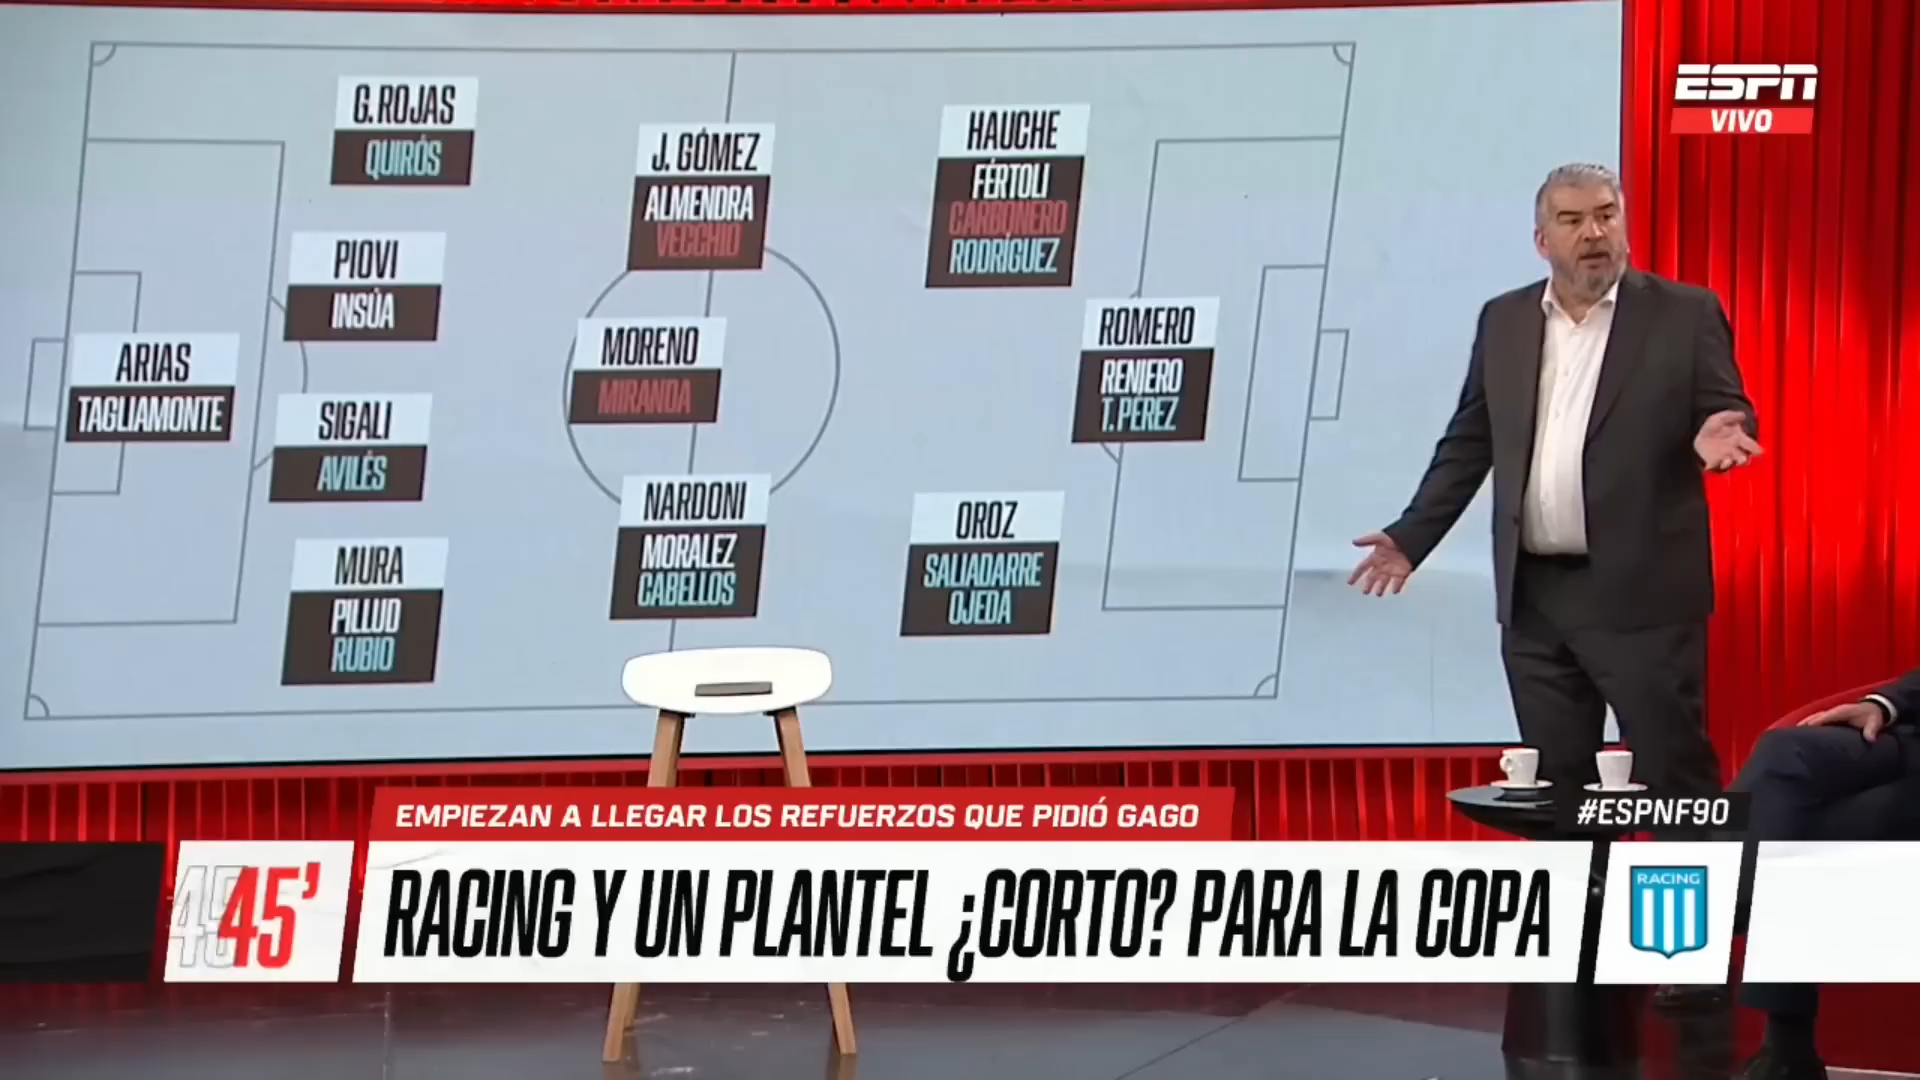 G. ROJAS
QUIRÓS
PIOVI
INSÚA
ARIAS
TAGLIAMONTE
SIGALI
AVILÉS
MURA
PILLUD
RUBIO
J. GÓMEZ
ALMENDRA
VECCHIO
MORENO
MIRANDA
NARDONI
MORALEZ
CABELLOS
HAUCHE
FÉRTOLI
CARBONERO
RODRÍGUEZ
ROMERO
RENIERO
T. PÉREZ
OROZ
SALIADARRE
OJEDA
ESPN
VIVO
EMPIEZAN A LLEGAR LOS REFUERZOS QUE PIDIÓ GAGO
#ESPNF90
45 45'
RACING Y UN PLANTEL ¿CORTO? PARA LA COPA
RACING